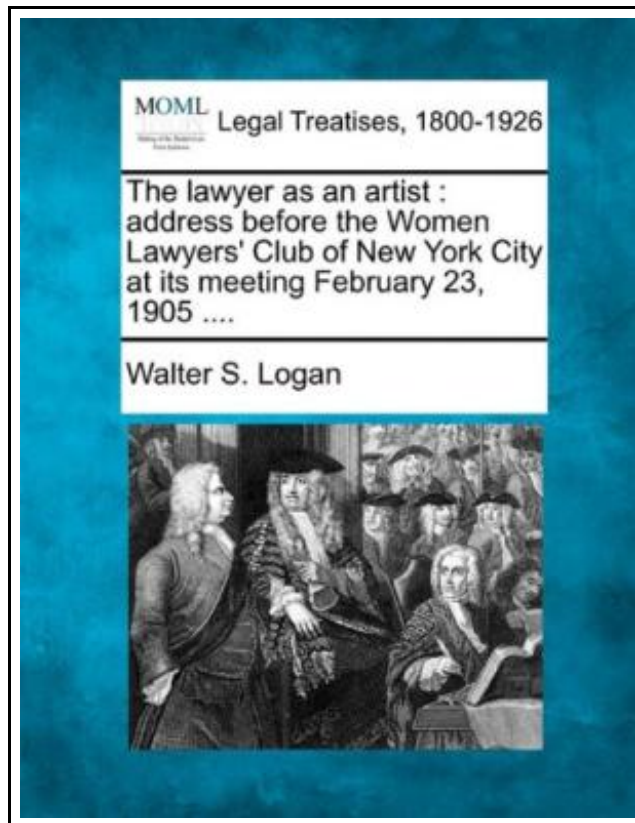 MOML
Legal Treatises, 1800-1926
The lawyer as an artist :
address before the Women
Lawyers' Club of New York City
at its meeting February 23,
1905 ....
Walter S. Logan